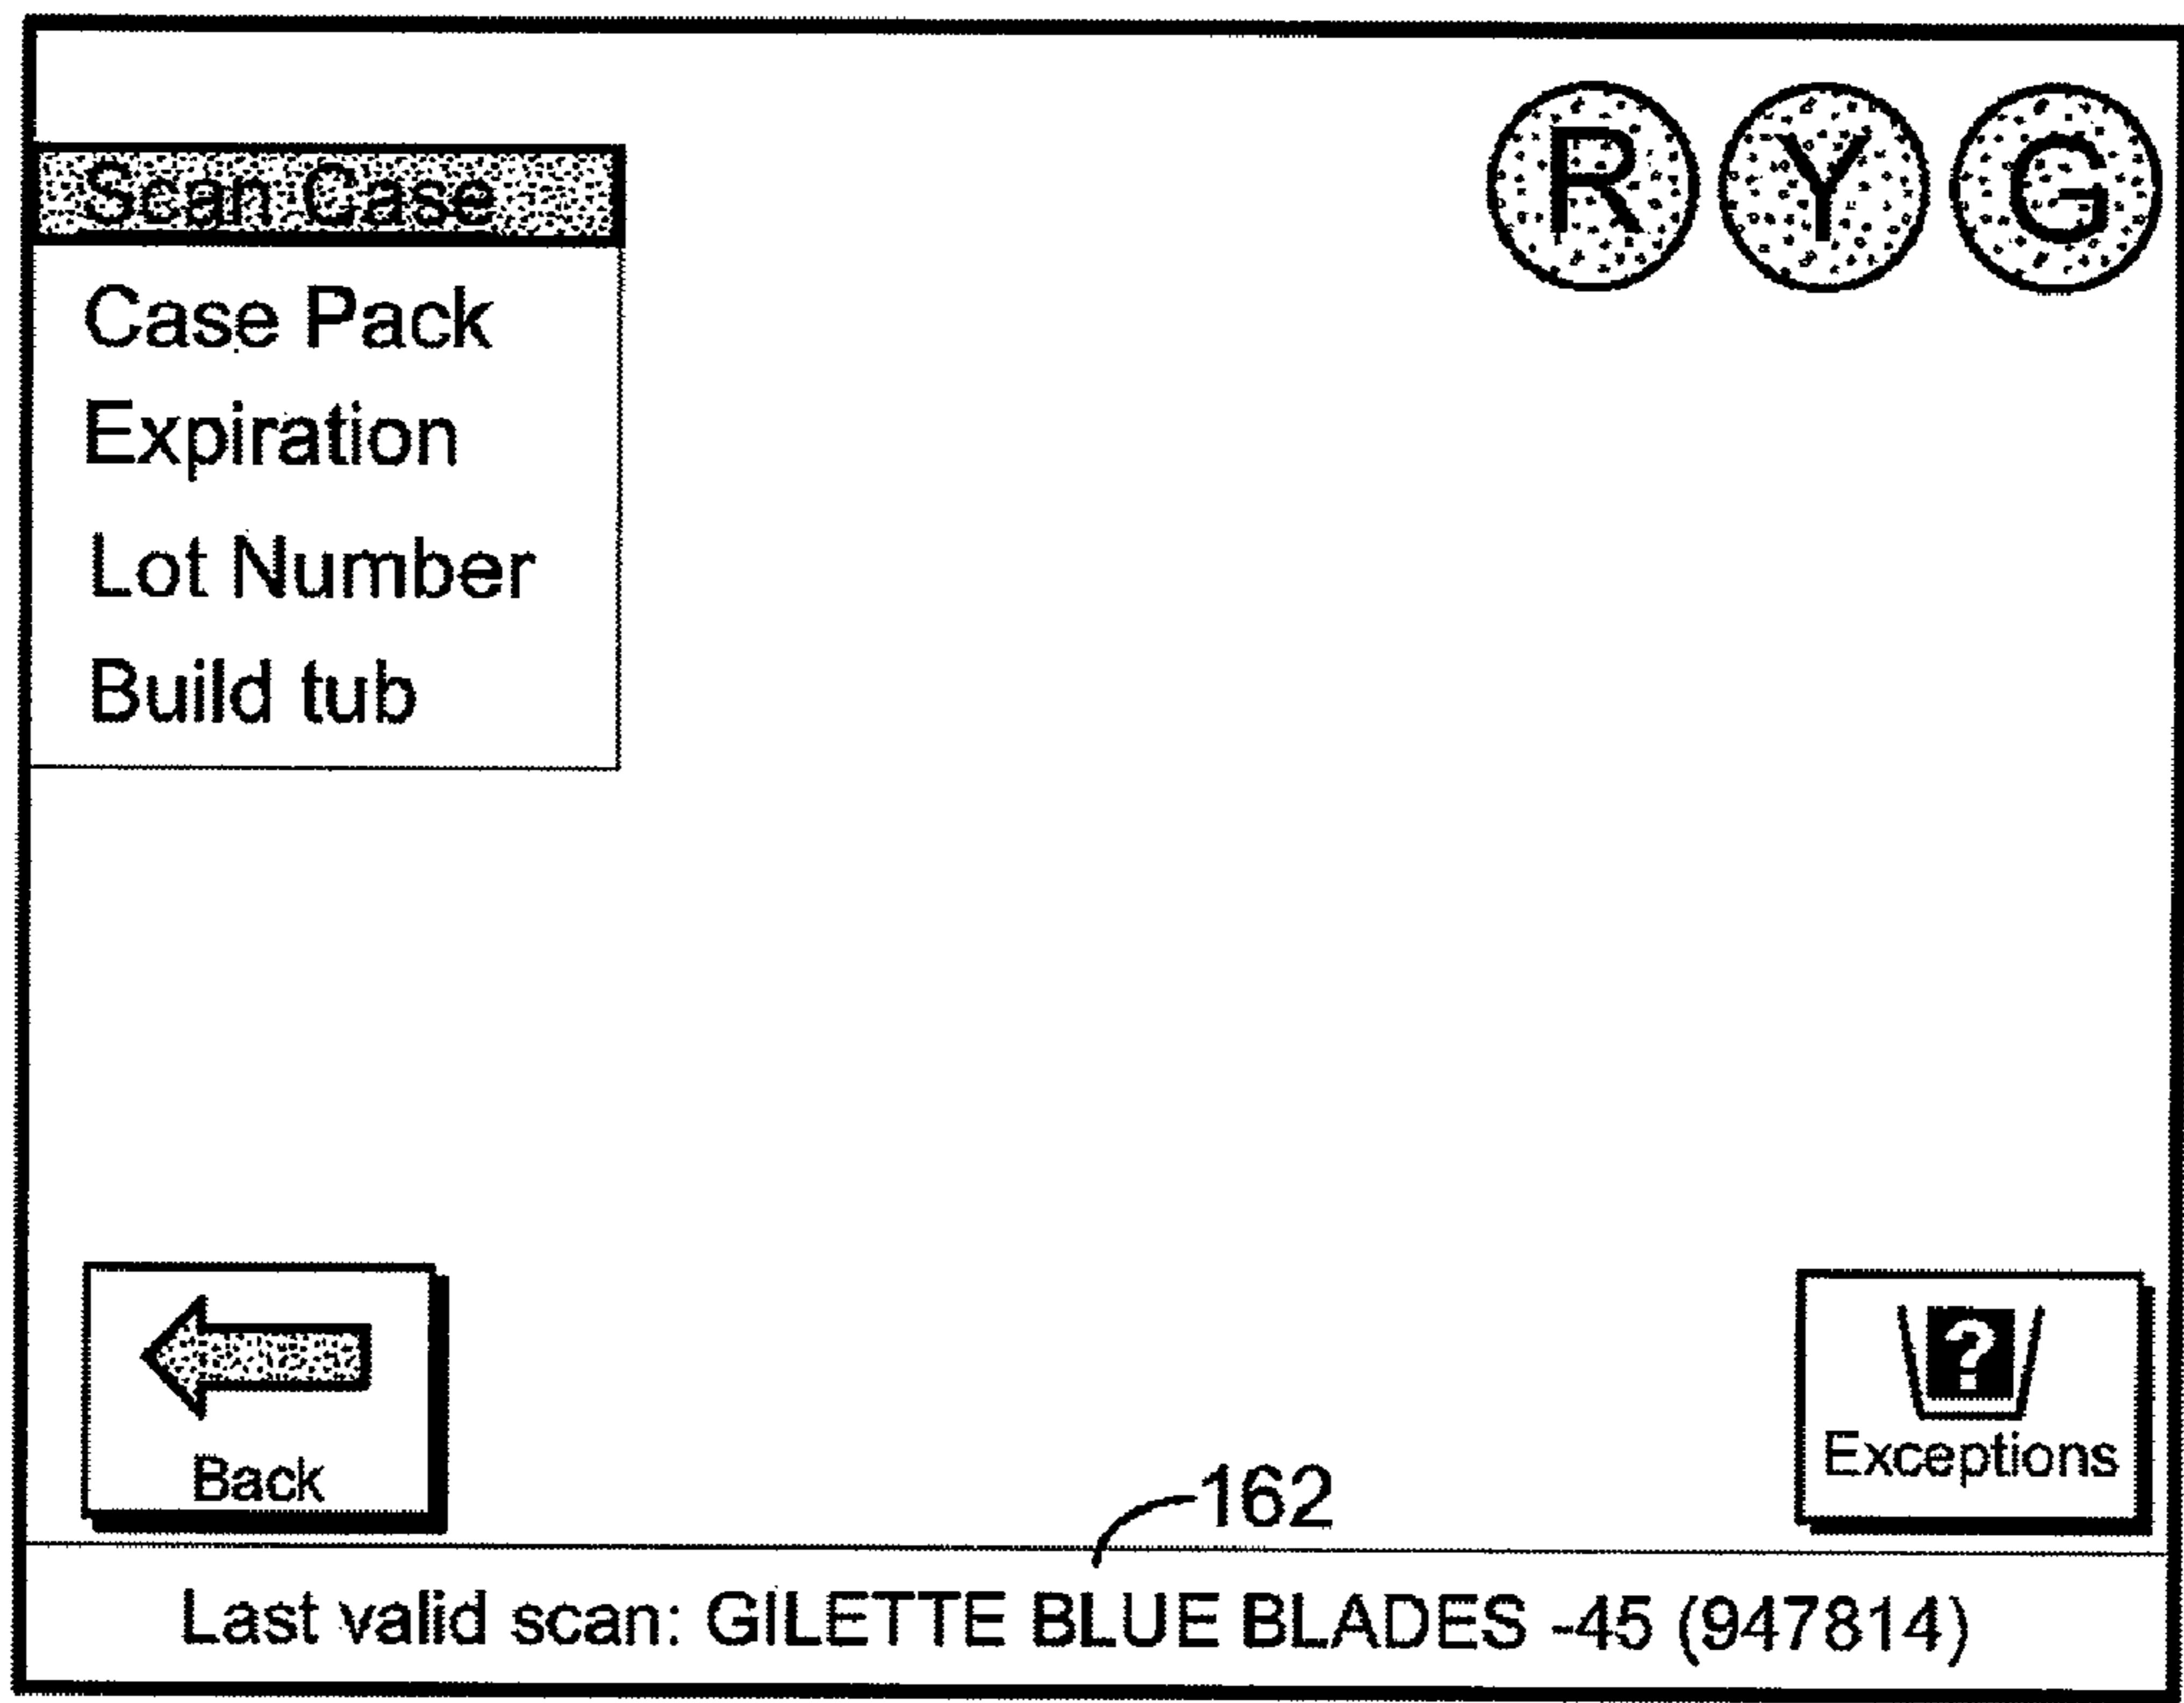 R Y G
Scan Case
Case Pack
Expiration
Lot Number
Build tub
?
Back
Exceptions
162
Last valid scan: GILETTE BLUE BLADES -45 (947814)